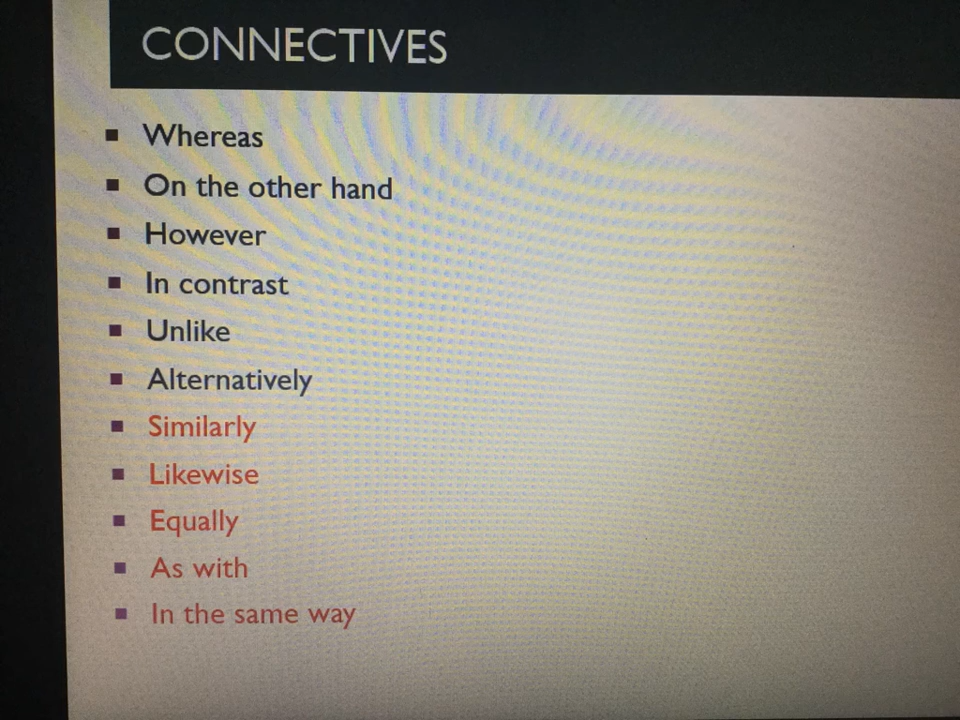 CONNECTIVES
Whereas
On the other hand
However
In contrast
Unlike
Alternatively
Similarly
Likewise
Equally
As with
In the same way